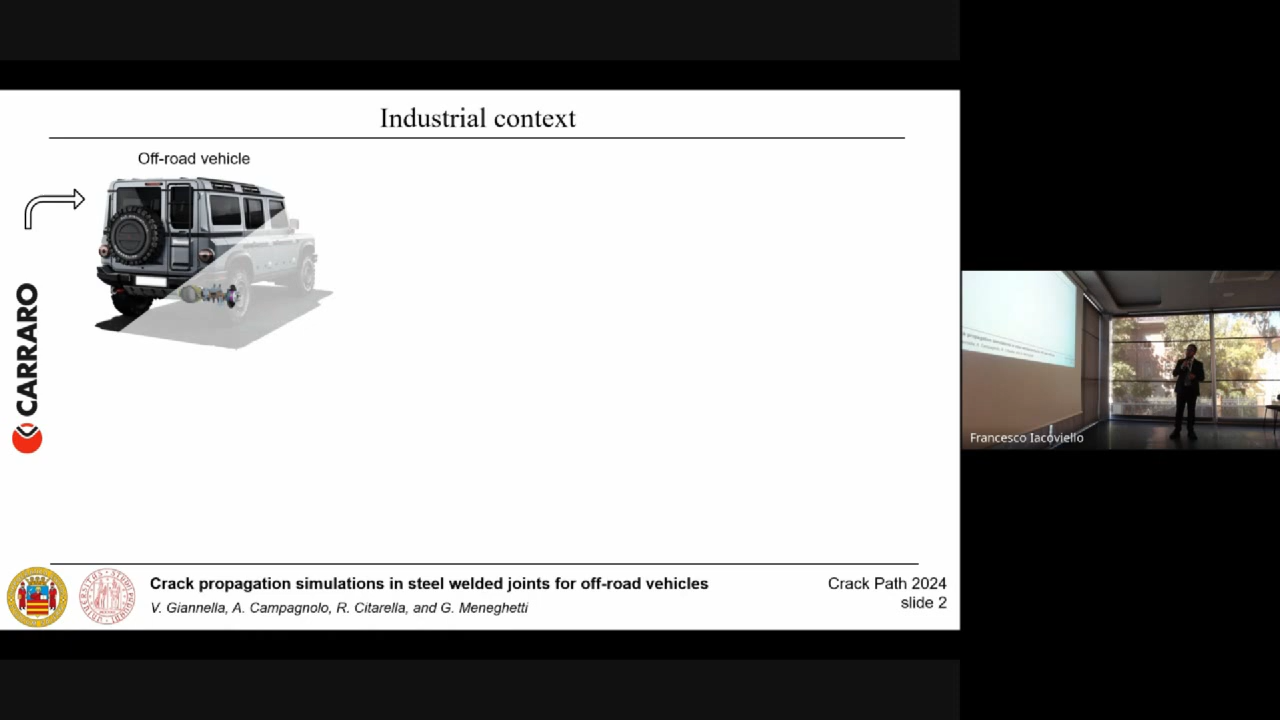 Industrial context
Off-road vehicle
CARRARO
Crack propagation simulations in steel welded joints for off-road vehicles
V. Giannella, A. Campagnolo, R. Citarella, and G. Meneghetti
Crack Path 2024
slide 2
Francesco Iacoviello